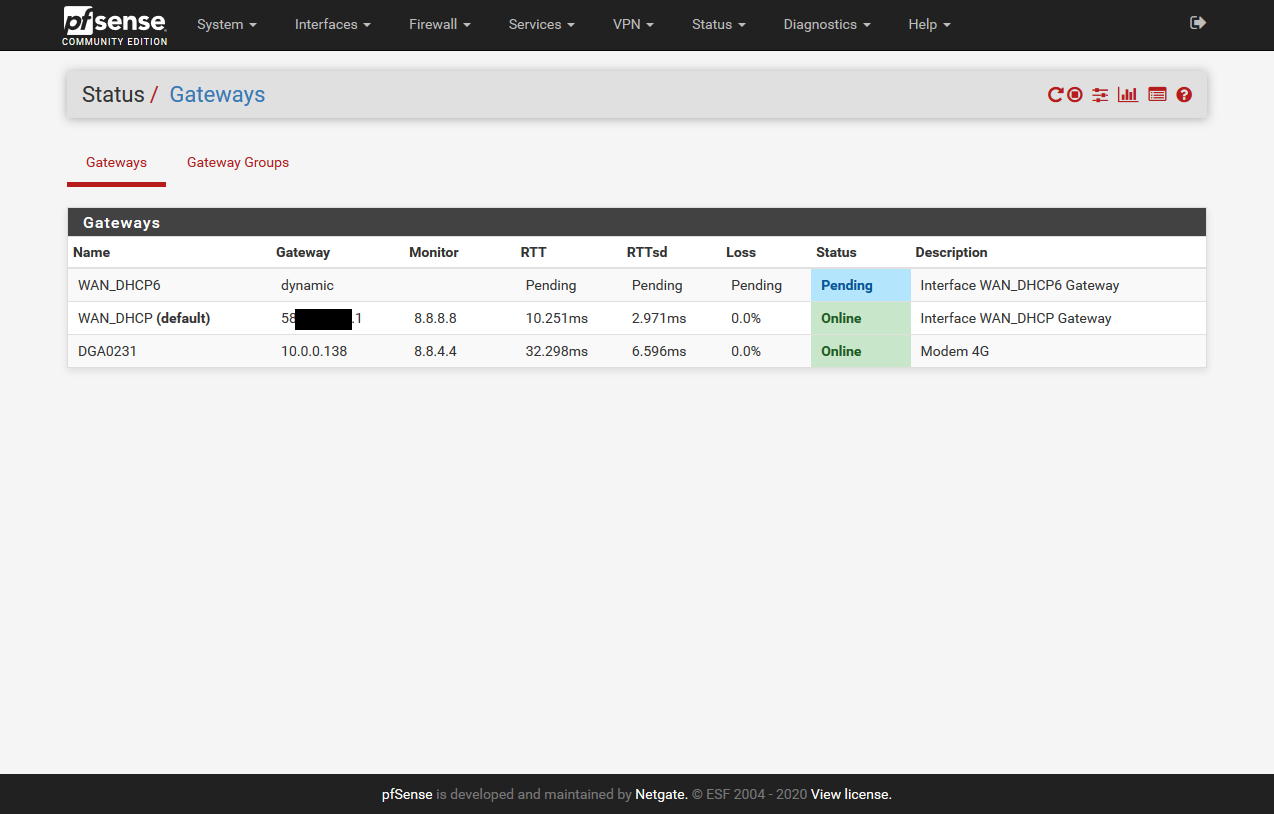 pfsense
COMMUNITY EDITION
System Interfaces Firewall Services VPN Status Diagnostics Help
Status / Gateways
Gateways Gateway Groups
Gateways
Name Gateway Monitor RTT RTTsd Loss Status Description
WAN_DHCP6 dynamic Pending Pending Pending Pending Interface WAN_DHCP6 Gateway
WAN_DHCP (default) 58 .1 8.8.8.8 10.251ms 2.971ms 0.0% Online Interface WAN_DHCP Gateway
DGA0231 10.0.0.138 8.8.4.4 32.298ms 6.596ms 0.0% Online Modem 4G
pfSense is developed and maintained by Netgate. © ESF 2004 - 2020 View license.